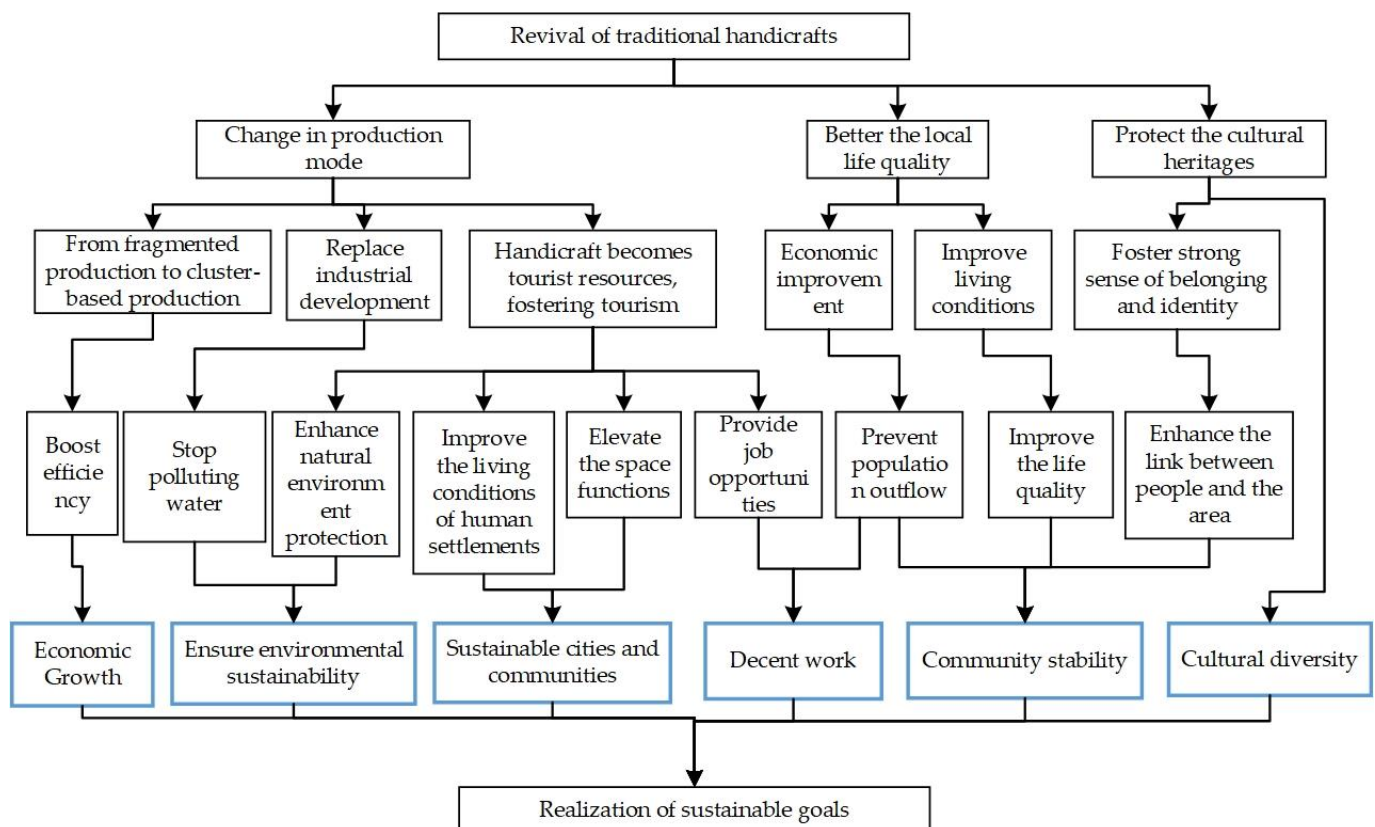 Revival of traditional handicrafts
Change in production
mode
Better the local
life quality
Protect the cultural
heritages
From fragmented
production to cluster-
based production
Replace
industrial
development
Handicraft becomes
tourist resources,
fostering tourism
Economic
improvem
ent
Improve
living
conditions
Foster strong
sense of belonging
and identity
Boost
efficie
ncy
Stop
polluting
water
Enhance
natural
environm
ent
protection
Improve
the living
conditions
of human
settlements
Elevate
the space
functions
Provide
job
opportuni
ties
Prevent
populatio
n outflow
Improve
the life
quality
Enhance the
link between
people and the
area
Economic
Growth
Ensure environmental
sustainability
Sustainable cities and
communities
Decent work
Community stability
Cultural diversity
Realization of sustainable goals